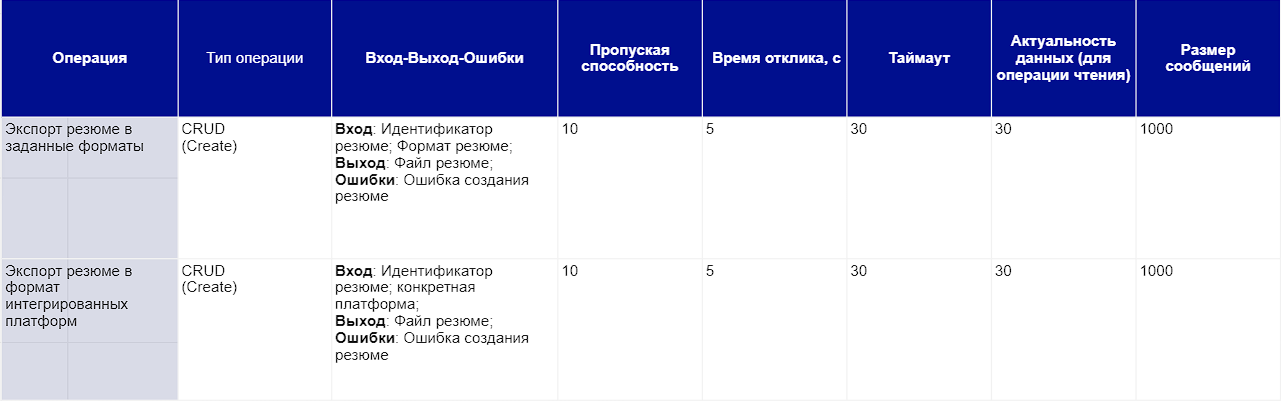 Операция
Тип операции
Вход-Выход-Ошибки
Пропуская
способность
Время отклика, с
Таймаут
Актуальность
данных (для
операции чтения)
Размер
сообщений
Экспорт резюме в
заданные форматы
CRUD
(Create)
Вход: Идентификатор
резюме; Формат резюме;
Выход: Файл резюме;
Ошибки: Ошибка создания
резюме
10
5
30
30
1000
Экспорт резюме в
формат
интегрированных
платформ
CRUD
(Create)
Вход: Идентификатор
резюме; конкретная
платформа;
Выход: Файл резюме;
Ошибки: Ошибка создания
резюме
10
5
30
30
1000